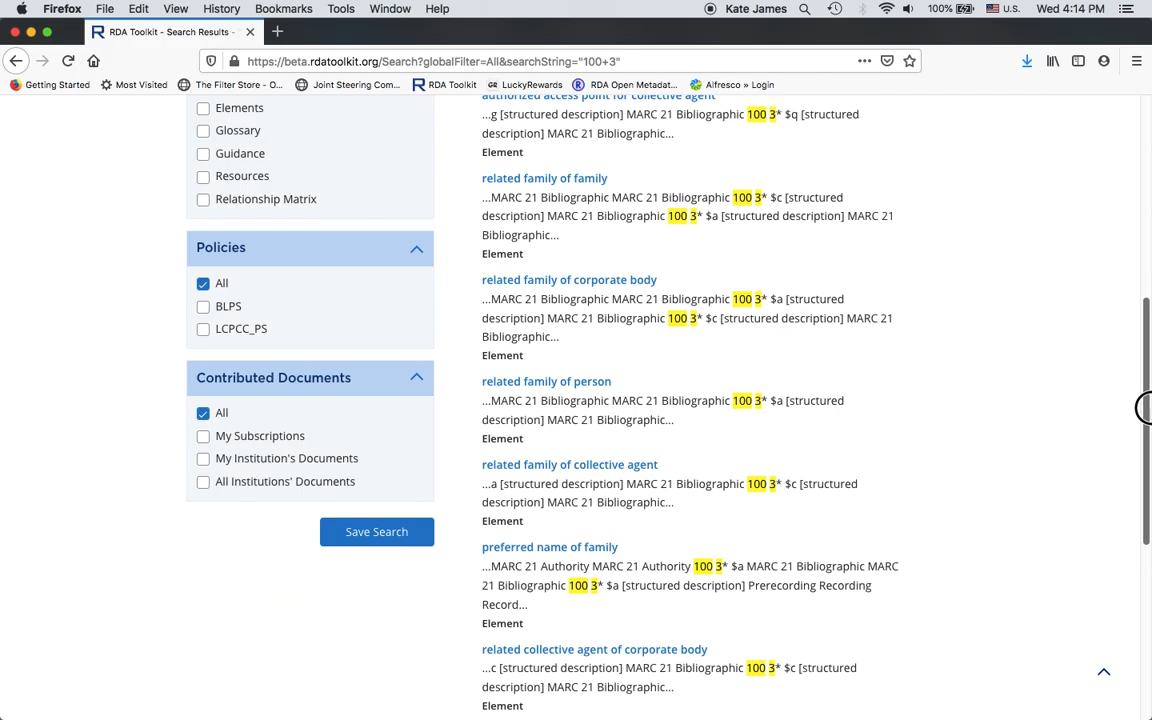 Firefox File Edit View History Bookmarks Tools Window Help Kate James 100% U.S. Wed 4:14 PM
RDA Toolkit - Search Results -
https://beta.rdatoolkit.org/Search?globalFilter=All&searchString="100+3"
Getting Started Most Visited The Filter Store - O... Joint Steering Com... RDA Toolkit GR LuckyRewards RDA Open Metadat... Alfresco » Login
Elements
Glossary
Guidance
Resources
Relationship Matrix
Policies
All
BLPS
LCPCC_PS
Contributed Documents
All
My Subscriptions
My Institution's Documents
All Institutions' Documents
Save Search
authorized access point for collective agent
...g [structured description] MARC 21 Bibliographic 100 3* $q [structured
description] MARC 21 Bibliographic...
Element
related family of family
...MARC 21 Bibliographic MARC 21 Bibliographic 100 3* $c [structured
description] MARC 21 Bibliographic 100 3* $a [structured description] MARC 21
Bibliographic...
Element
related family of corporate body
...MARC 21 Bibliographic MARC 21 Bibliographic 100 3* $a [structured
description] MARC 21 Bibliographic 100 3* $c [structured description] MARC 21
Bibliographic...
Element
related family of person
...MARC 21 Bibliographic MARC 21 Bibliographic 100 3* $a [structured
description] MARC 21 Bibliographic...
Element
related family of collective agent
...a [structured description] MARC 21 Bibliographic 100 3* $c [structured
description] MARC 21 Bibliographic...
Element
preferred name of family
...MARC 21 Authority MARC 21 Authority 100 3* $a MARC 21 Bibliographic MARC
21 Bibliographic 100 3* $a [structured description] Prerecording Recording
Record...
Element
related collective agent of corporate body
...c [structured description] MARC 21 Bibliographic 100 3* $c [structured
description] MARC 21 Bibliographic...
Element